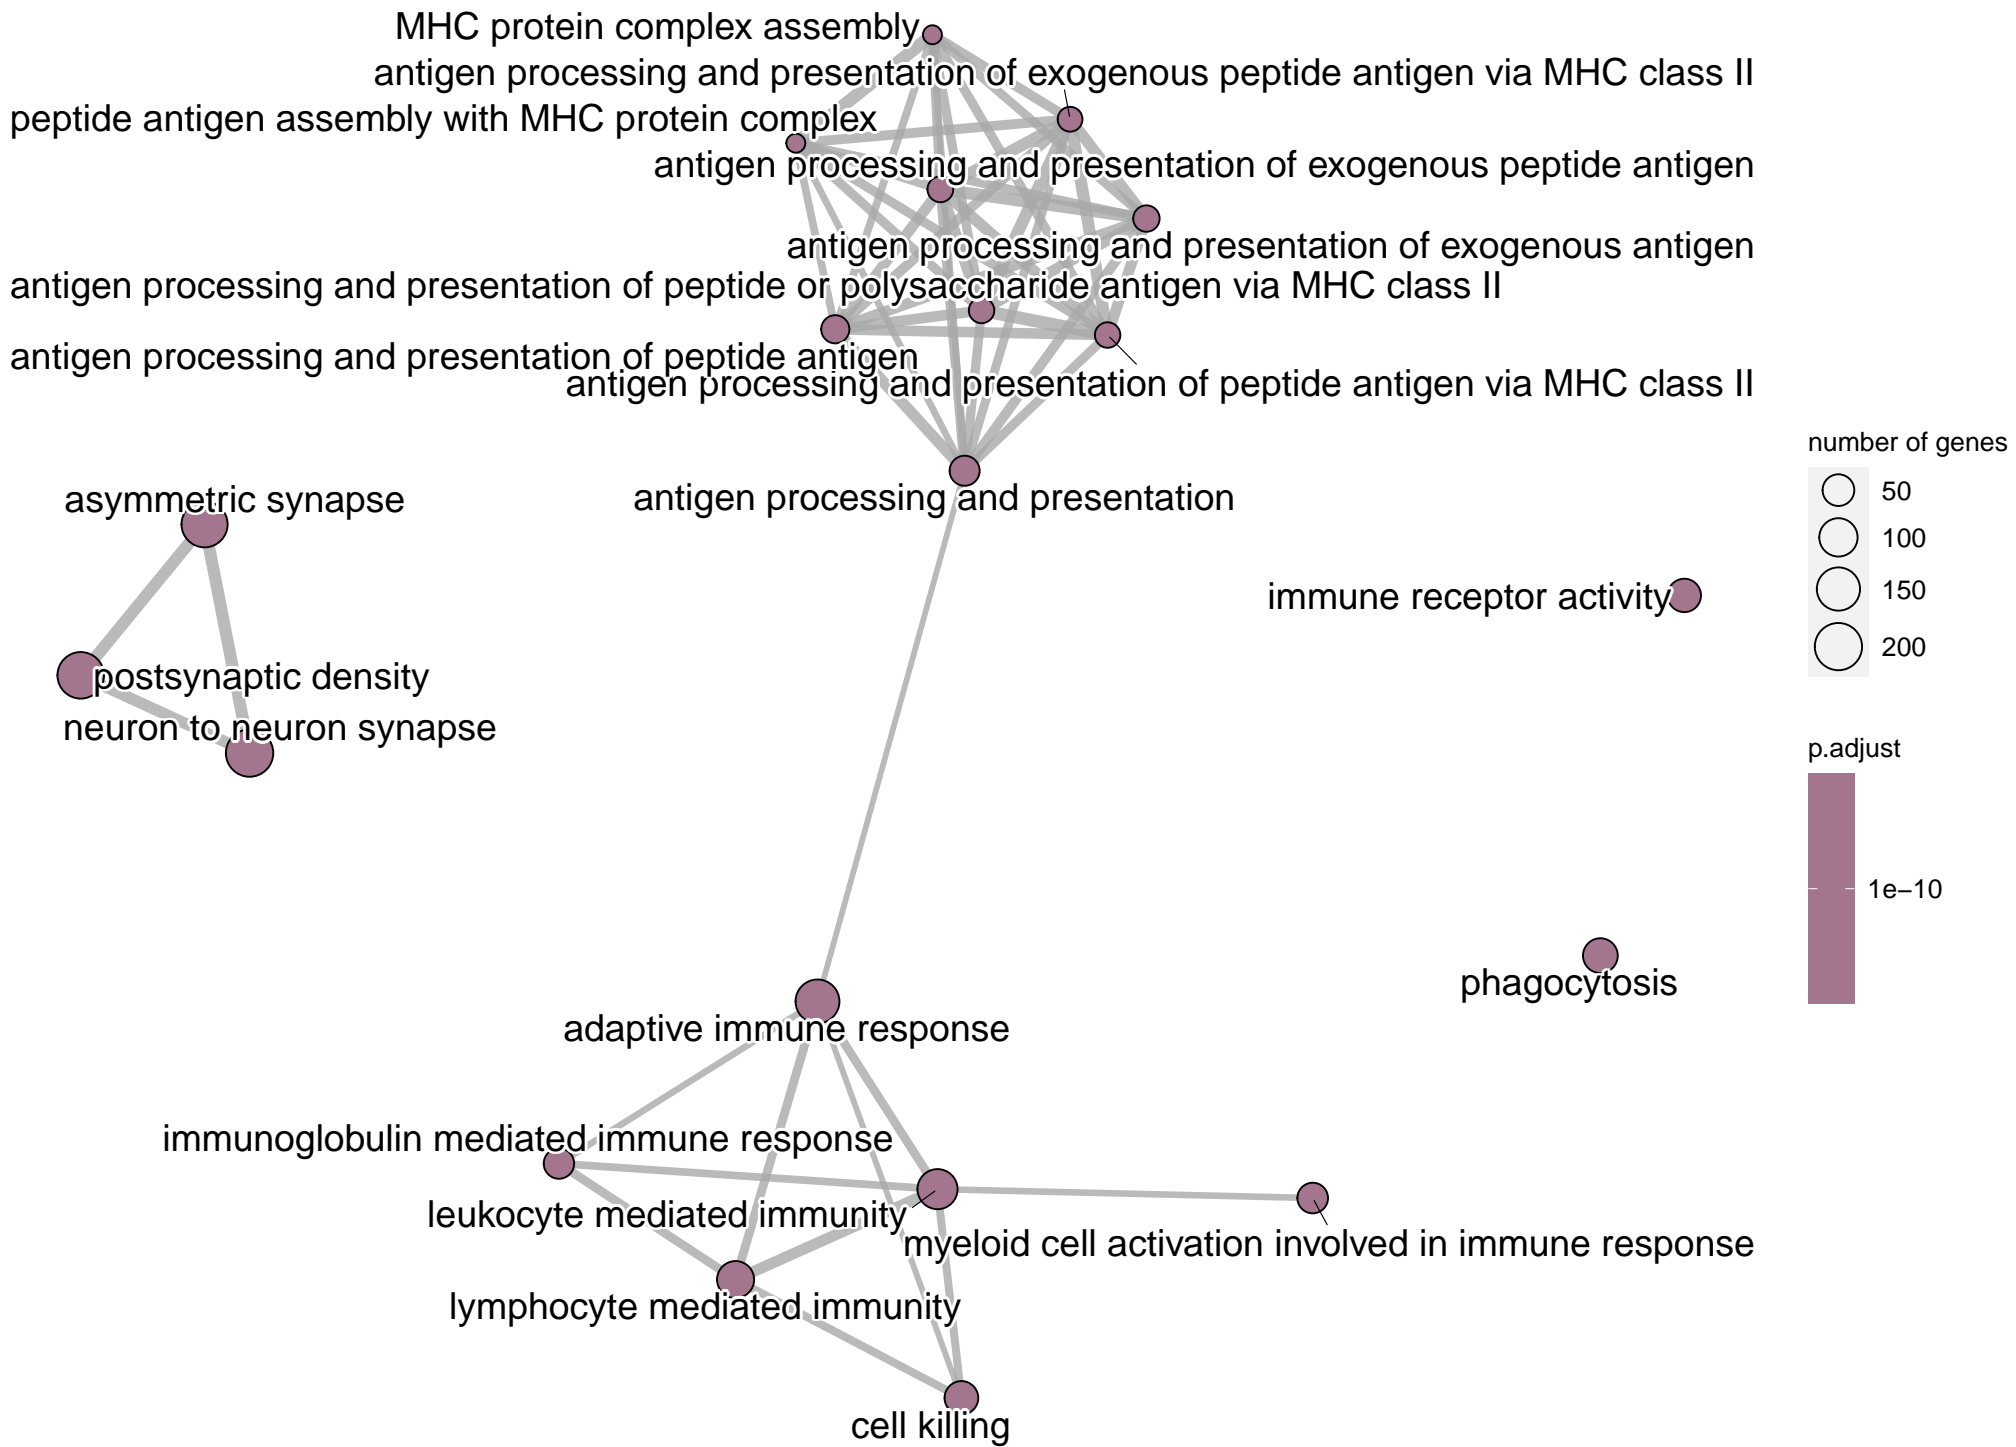 MHC protein complex assembly
antigen processing and presentation of exogenous peptide antigen via MHC class II
peptide antigen assembly with MHC protein complex
antigen processing and presentation of exogenous peptide antigen
antigen processing and presentation of exogenous antigen
antigen processing and presentation of peptide or polysaccharide antigen via MHC class II
antigen processing and presentation of peptide antigen
antigen processing and presentation of peptide antigen via MHC class II
antigen processing and presentation
asymmetric synapse
postsynaptic density
neuron to neuron synapse
immune receptor activity
phagocytosis
adaptive immune response
immunoglobulin mediated immune response
leukocyte mediated immunity
myeloid cell activation involved in immune response
lymphocyte mediated immunity
cell killing
number of genes
50
100
150
200
p.adjust
1e−10